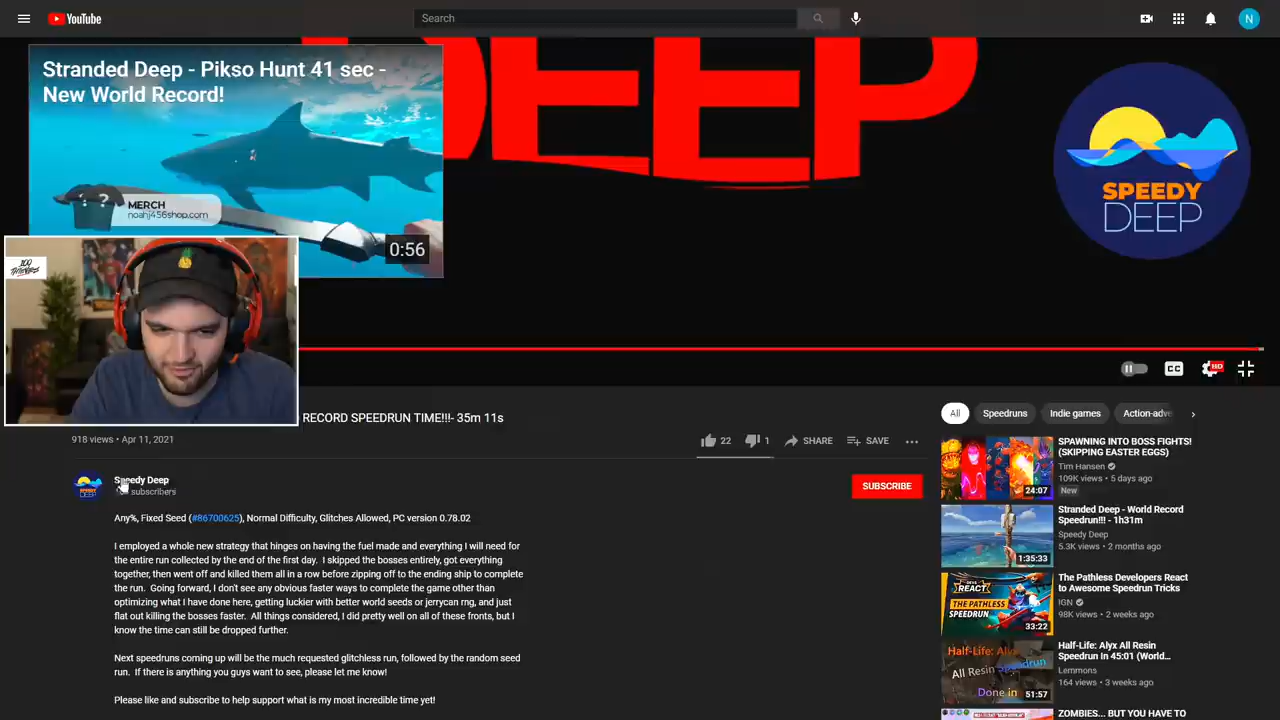 YouTube
Search
N
DEEP
Stranded Deep - Pikso Hunt 41 sec -
New World Record!
MERCH
noahj456shop.com
0:56
SPEEDY
DEEP
100
THIEVES
CC
HD
RECORD SPEEDRUN TIME!!!- 35m 11s
918 views • Apr 11, 2021
22
1
SHARE
SAVE
Speedy Deep
subscribers
SUBSCRIBE
Any%, Fixed Seed (#86700625), Normal Difficulty, Glitches Allowed, PC version 0.78.02
I employed a whole new strategy that hinges on having the fuel made and everything I will need for
the entire run collected by the end of the first day. I skipped the bosses entirely, got everything
together, then went off and killed them all in a row before zipping off to the ending ship to complete
the run. Going forward, I don't see any obvious faster ways to complete the game other than
optimizing what I have done here, getting luckier with better world seeds or jerrycan rng, and just
flat out killing the bosses faster. All things considered, I did pretty well on all of these fronts, but I
know the time can still be dropped further.
Next speedruns coming up will be the much requested glitchless run, followed by the random seed
run. If there is anything you guys want to see, please let me know!
Please like and subscribe to help support what is my most incredible time yet!
All
Speedruns
Indie games
Action-adve
SPAWNING INTO BOSS FIGHTS!
(SKIPPING EASTER EGGS)
Tim Hansen
109K views • 5 days ago
New
24:07
Stranded Deep - World Record
Speedrun!!! - 1h31m
Speedy Deep
5.3K views • 2 months ago
1:35:33
The Pathless Developers React
to Awesome Speedrun Tricks
IGN
98K views • 2 weeks ago
DEVS
REACT
THE PATHLESS
SPEEDRUN
33:22
Half-Life: Alyx All Resin
Speedrun In 45:01 (World...
Lemmons
164 views • 3 weeks ago
Half-Life: Alyx
All Resin Speedrun
Done in
51:57
ZOMBIES... BUT YOU HAVE TO